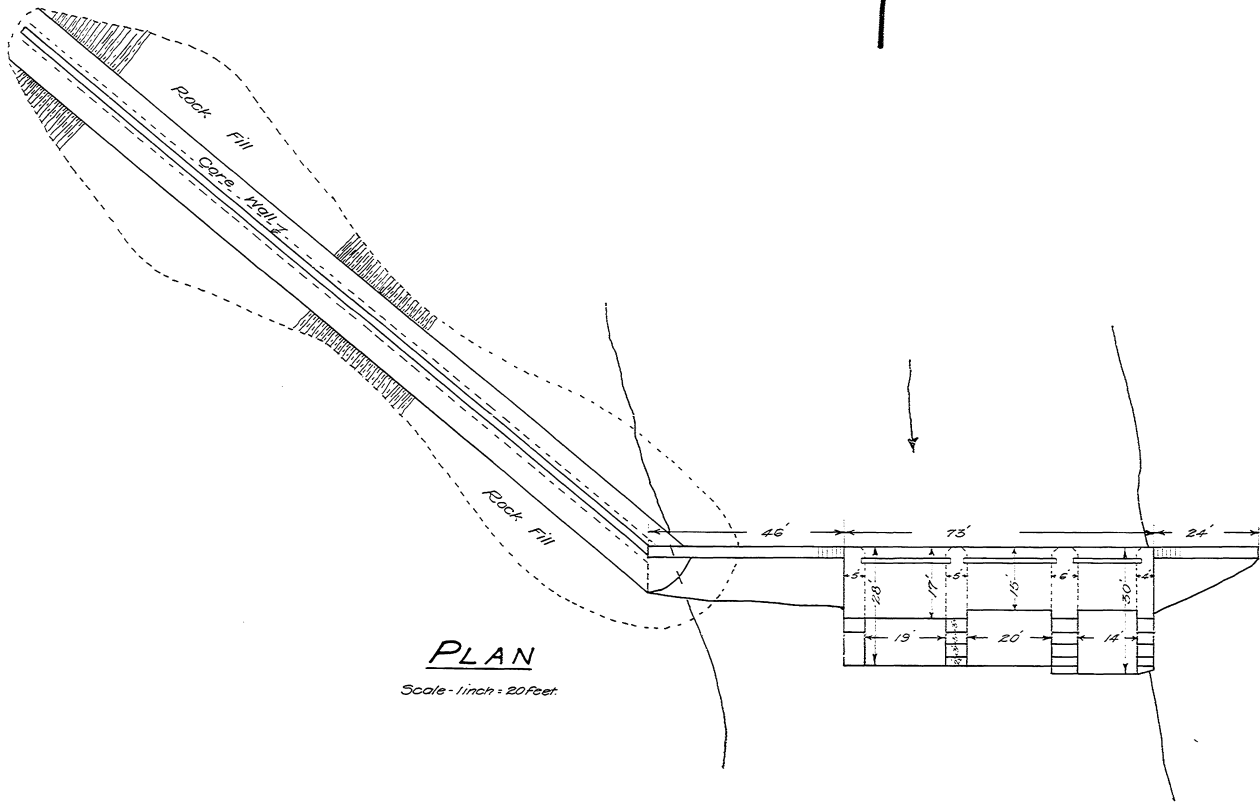 Rock Fill
Core Wall
Rock Fill
46' 73' 24'
5' 28' 17' 5' 15' 6' 30' 4'
19' 20' 14'
PLAN
Scale - 1 inch = 20 Feet.